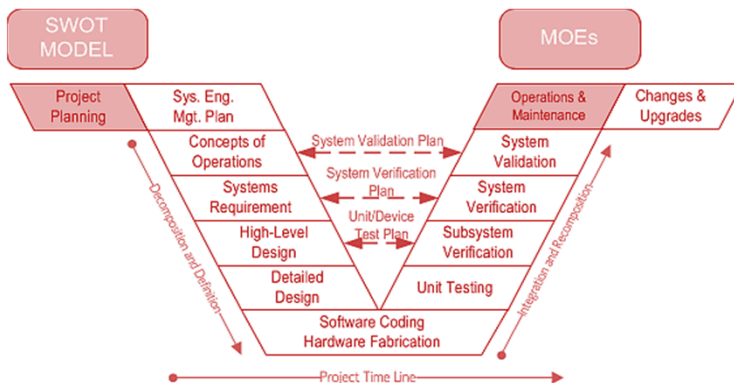 SWOT
MODEL
MOEs
Project
Planning
Sys. Eng.
Mgt. Plan
Operations &
Maintenance
Changes &
Upgrades
Concepts of
Operations
System Validation Plan
System
Validation
Systems
Requirement
System Verification
Plan
System
Verification
High-Level
Design
Unit/Device
Test Plan
Subsystem
Verification
Detailed
Design
Unit Testing
Software Coding
Hardware Fabrication
Decomposition and Definition
Integration and Recomposition
Project Time Line